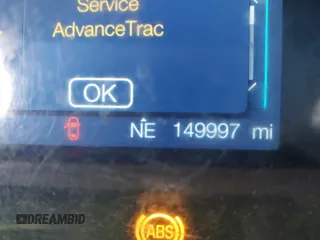 Service
AdvanceTrac
OK
NE 149997 mi
ABS
DREAMBID